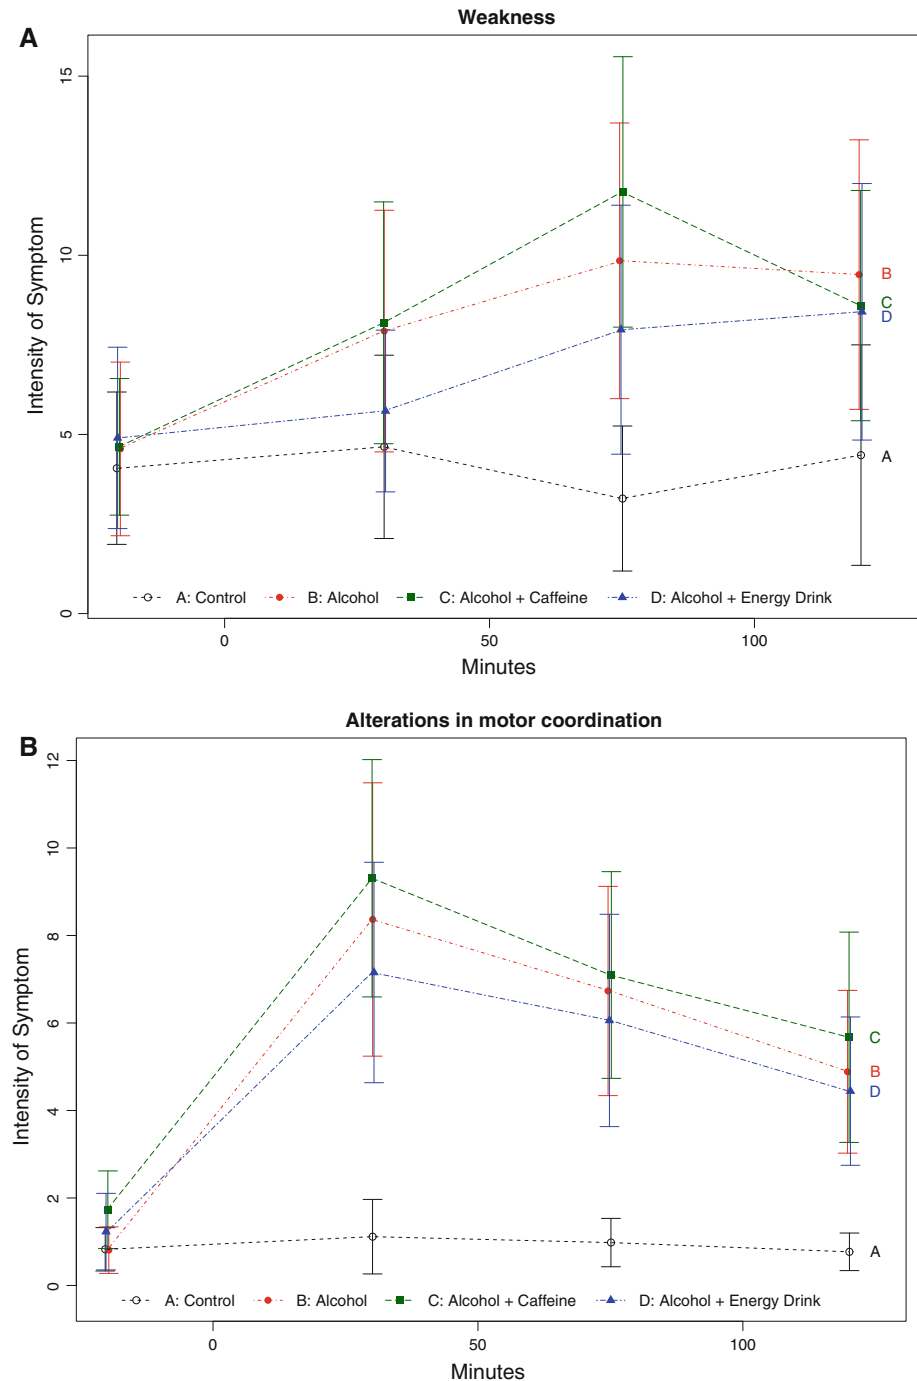 Weakness
A
15
10
5
0
Intensity of Symptom
B
C
D
A
A: Control B: Alcohol C: Alcohol + Caffeine D: Alcohol + Energy Drink
0 50 100
Minutes
Alterations in motor coordination
B
12
10
8
6
4
2
0
Intensity of Symptom
C
B
D
A
A: Control B: Alcohol C: Alcohol + Caffeine D: Alcohol + Energy Drink
0 50 100
Minutes